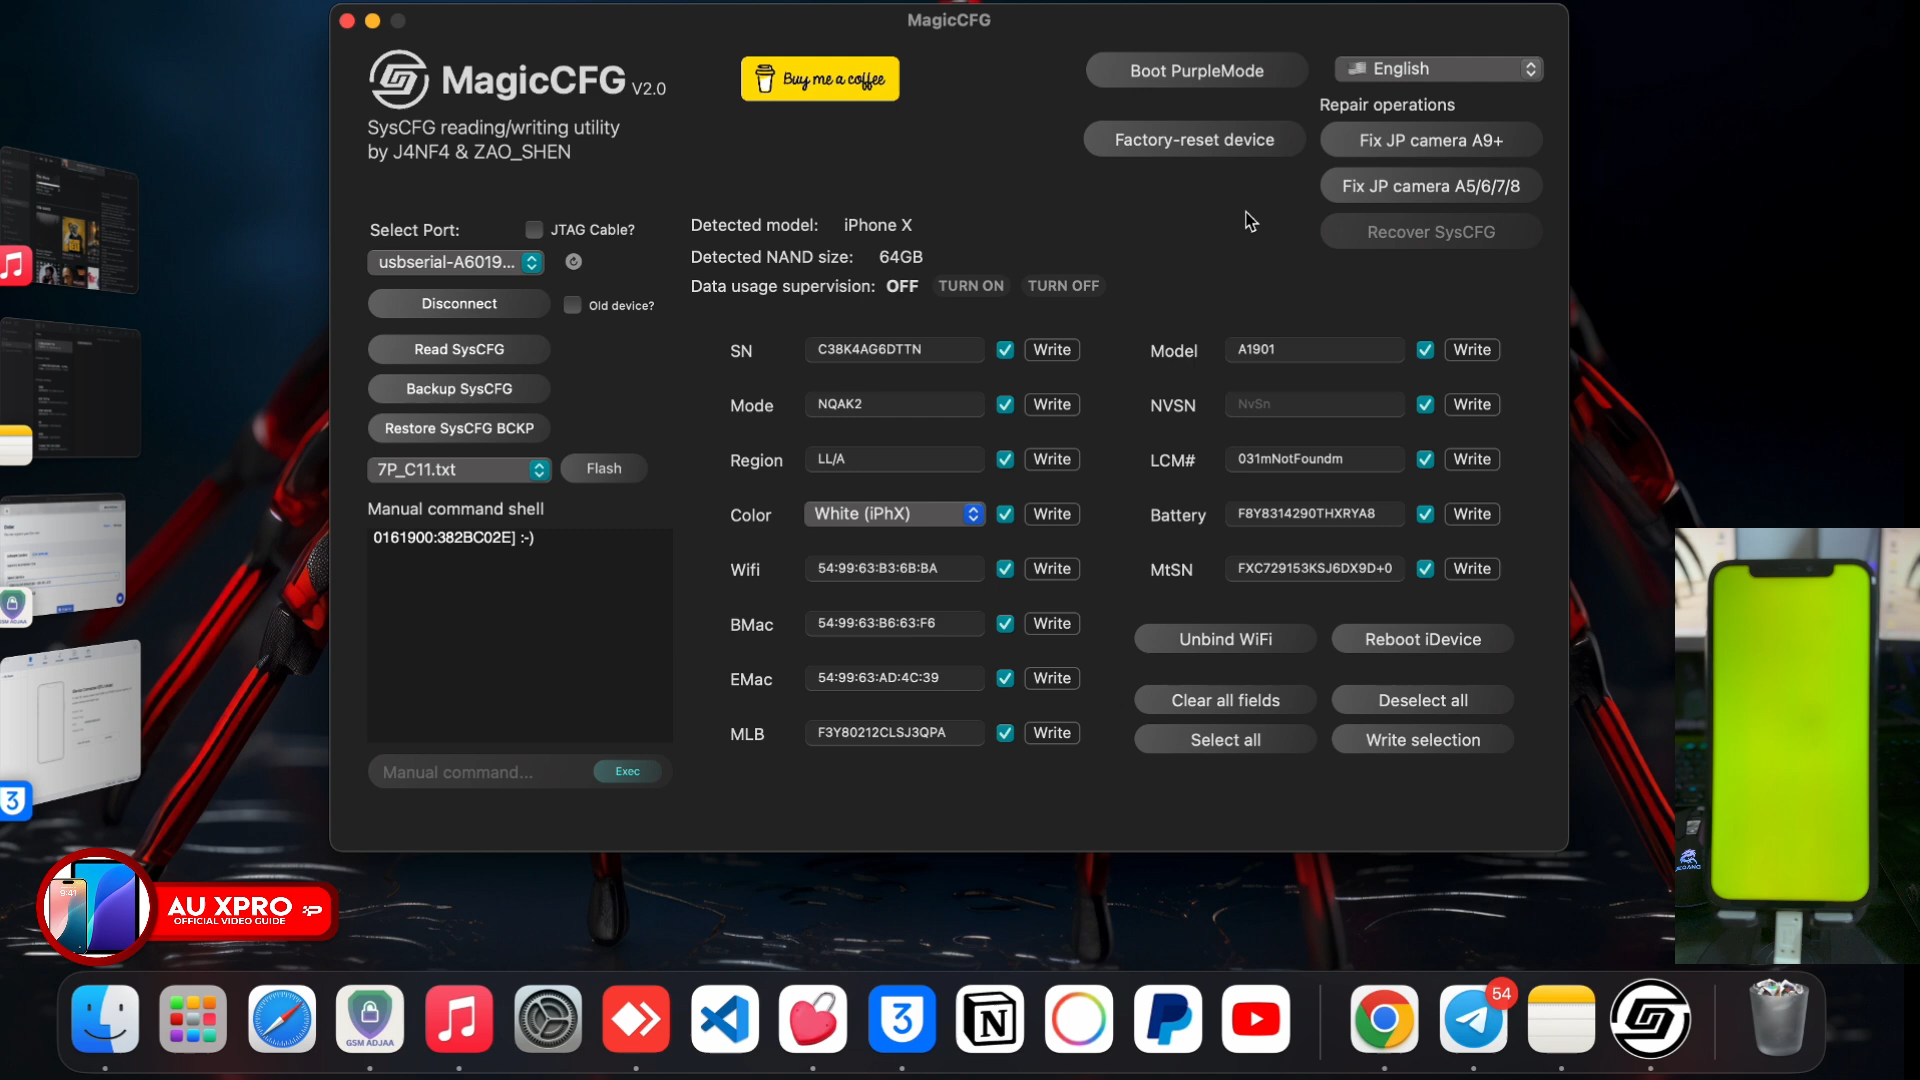 MagicCFG
MagicCFG V2.0
Buy me a coffee
Boot PurpleMode
English
Repair operations
SysCFG reading/writing utility
by J4NF4 & ZAO_SHEN
Factory-reset device
Fix JP camera A9+
Fix JP camera A5/6/7/8
Recover SysCFG
Select Port:
JTAG Cable?
usbserial-A6019...
Disconnect
Old device?
Read SysCFG
Backup SysCFG
Restore SysCFG BCKP
7P_C11.txt
Flash
Manual command shell
0161900:382BC02E] :-)
Manual command...
Exec
Detected model: iPhone X
Detected NAND size: 64GB
Data usage supervision: OFF TURN ON TURN OFF
SN C38K4AG6DTTN Write
Mode NQAK2 Write
Region LL/A Write
Color White (iPhX) Write
Wifi 54:99:63:B3:6B:BA Write
BMac 54:99:63:B6:63:F6 Write
EMac 54:99:63:AD:4C:39 Write
MLB F3Y80212CLSJ3QPA Write
Model A1901 Write
NVSN NvSn Write
LCM# 031mNotFoundm Write
Battery F8Y8314290THXRYA8 Write
MtSN FXC729153KSJ6DX9D+0 Write
Unbind WiFi
Reboot iDevice
Clear all fields
Deselect all
Select all
Write selection
9:41
AU XPRO
OFFICIAL VIDEO GUIDE
GSM ADJAA
3
54